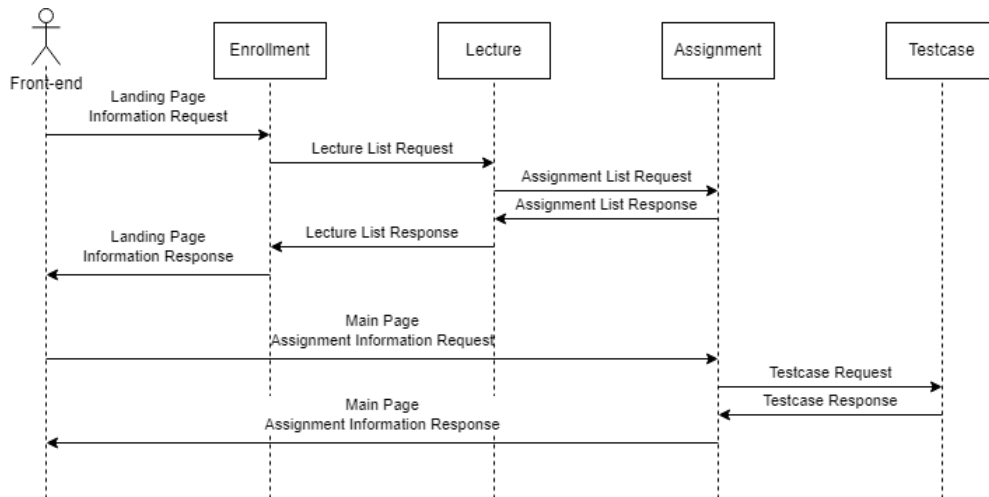 Enrollment
Lecture
Assignment
Testcase
Front-end
Landing Page
Information Request
Lecture List Request
Assignment List Request
Assignment List Response
Lecture List Response
Landing Page
Information Response
Main Page
Assignment Information Request
Testcase Request
Testcase Response
Main Page
Assignment Information Response